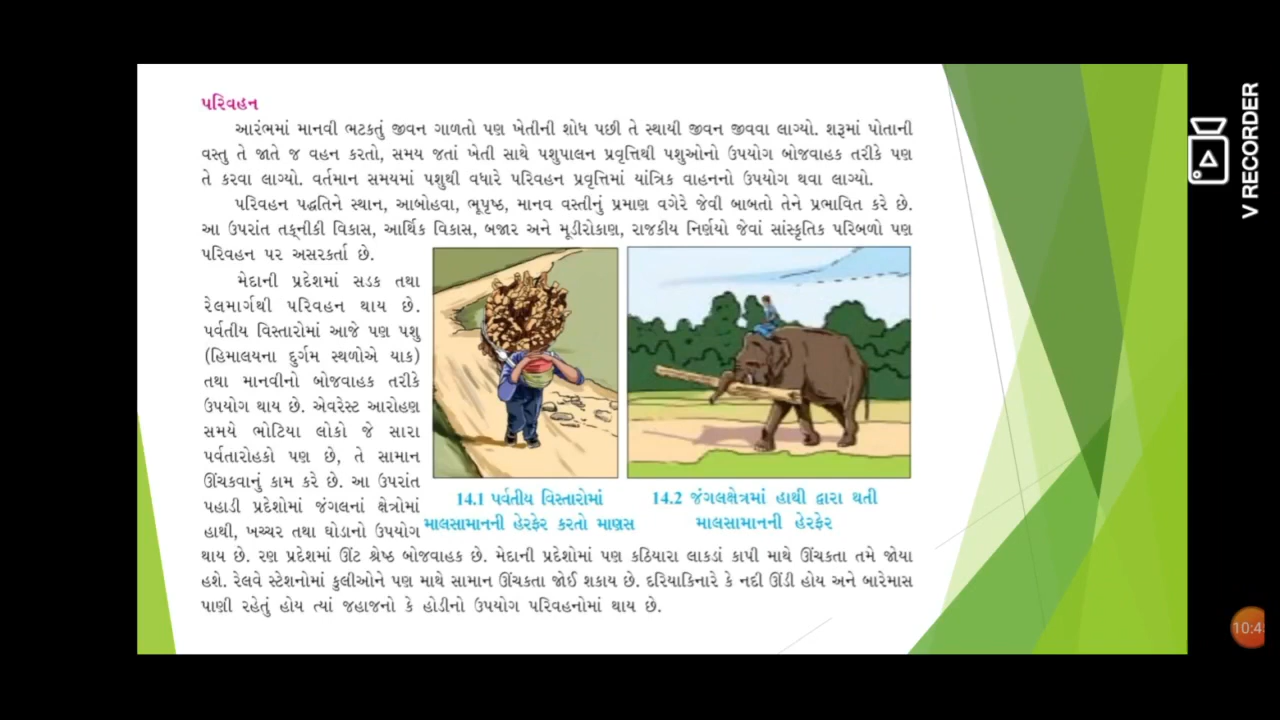 પરિવહન
આરંભમાં માનવી ભટકતું જીવન ગાળતો પણ ખેતીની શોધ પછી તે સ્થાયી જીવન જીવવા લાગ્યો. શરૂમાં પોતાની
વસ્તુ તે જાતે જ વહન કરતો, સમય જતાં ખેતી સાથે પશુપાલન પ્રવૃત્તિથી પશુઓનો ઉપયોગ બોજવાહક તરીકે પણ
તે કરવા લાગ્યો. વર્તમાન સમયમાં પશુથી વધારે પરિવહન પ્રવૃત્તિમાં યાંત્રિક વાહનનો ઉપયોગ થવા લાગ્યો.
પરિવહન પદ્ધતિને સ્થાન, આબોહવા, ભૂપૃષ્ઠ, માનવ વસ્તીનું પ્રમાણ વગેરે જેવી બાબતો તેને પ્રભાવિત કરે છે.
આ ઉપરાંત તક્નીકી વિકાસ, આર્થિક વિકાસ, બજાર અને મૂડીરોકાણ, રાજકીય નિર્ણયો જેવાં સાંસ્કૃતિક પરિબળો પણ
પરિવહન પર અસરકર્તા છે.
મેદાની પ્રદેશમાં સડક તથા
રેલમાર્ગથી પરિવહન થાય છે.
પર્વતીય વિસ્તારોમાં આજે પણ પશુ
(હિમાલયના દુર્ગમ સ્થળોએ યાક)
તથા માનવીનો બોજવાહક તરીકે
ઉપયોગ થાય છે. એવરેસ્ટ આરોહણ
સમયે ભોટિયા લોકો જે સારા
પર્વતારોહકો પણ છે, તે સામાન
ઊંચકવાનું કામ કરે છે. આ ઉપરાંત
પહાડી પ્રદેશોમાં જંગલનાં ક્ષેત્રોમાં
હાથી, ખચ્ચર તથા ઘોડાનો ઉપયોગ
14.1 પર્વતીય વિસ્તારોમાં
માલસામાનની હેરફેર કરતો માણસ
14.2 જંગલક્ષેત્રમાં હાથી દ્વારા થતી
માલસામાનની હેરફેર
થાય છે. રણ પ્રદેશમાં ઊંટ શ્રેષ્ઠ બોજવાહક છે. મેદાની પ્રદેશોમાં પણ કઠિયારા લાકડાં કાપી માથે ઊંચકતા તમે જોયા
હશે. રેલવે સ્ટેશનોમાં કુલીઓને પણ માથે સામાન ઊંચકતા જોઈ શકાય છે. દરિયાકિનારે કે નદી ઊંડી હોય અને બારેમાસ
પાણી રહેતું હોય ત્યાં જહાજનો કે હોડીનો ઉપયોગ પરિવહનોમાં થાય છે.
V RECORDER